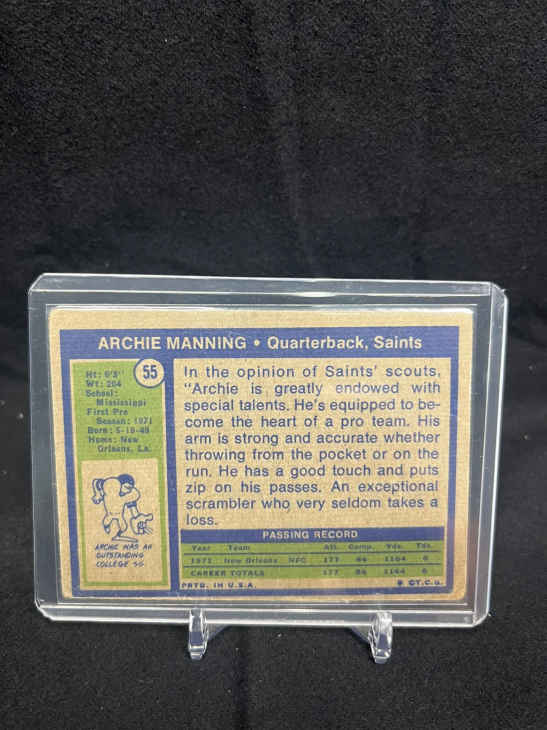 ARCHIE MANNING • Quarterback, Saints
55
Ht: 6'3"
Wt: 204
School:
Mississippi
First Pro
Season: 1971
Born: 5-19-49
Home: New
Orleans, La.
ARCHIE WAS AN
OUTSTANDING
COLLEGE SS.
In the opinion of Saints' scouts,
"Archie is greatly endowed with
special talents. He's equipped to be-
come the heart of a pro team. His
arm is strong and accurate whether
throwing from the pocket or on the
run. He has a good touch and puts
zip on his passes. An exceptional
scrambler who very seldom takes a
loss.
PASSING RECORD
Year Team Att. Comp. Yds. Tds.
1971 New Orleans NFC 177 86 1164 6
CAREER TOTALS 177 86 1164 6
PRTD. IN U.S.A. © T.C.G.